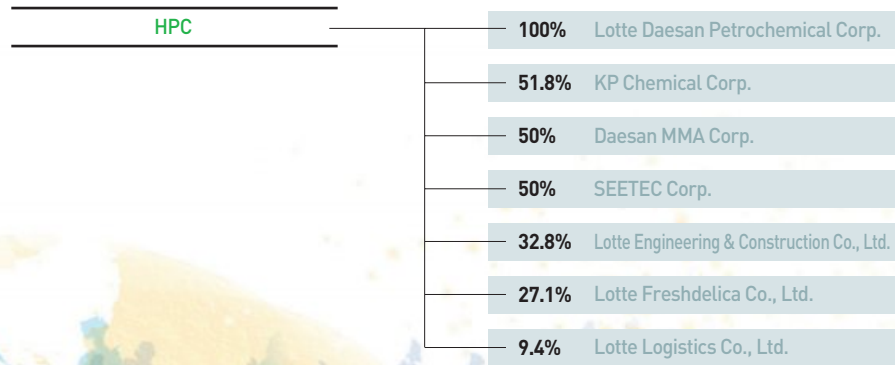 HPC
100% Lotte Daesan Petrochemical Corp.
51.8% KP Chemical Corp.
50% Daesan MMA Corp.
50% SEETEC Corp.
32.8% Lotte Engineering & Construction Co., Ltd.
27.1% Lotte Freshdelica Co., Ltd.
9.4% Lotte Logistics Co., Ltd.